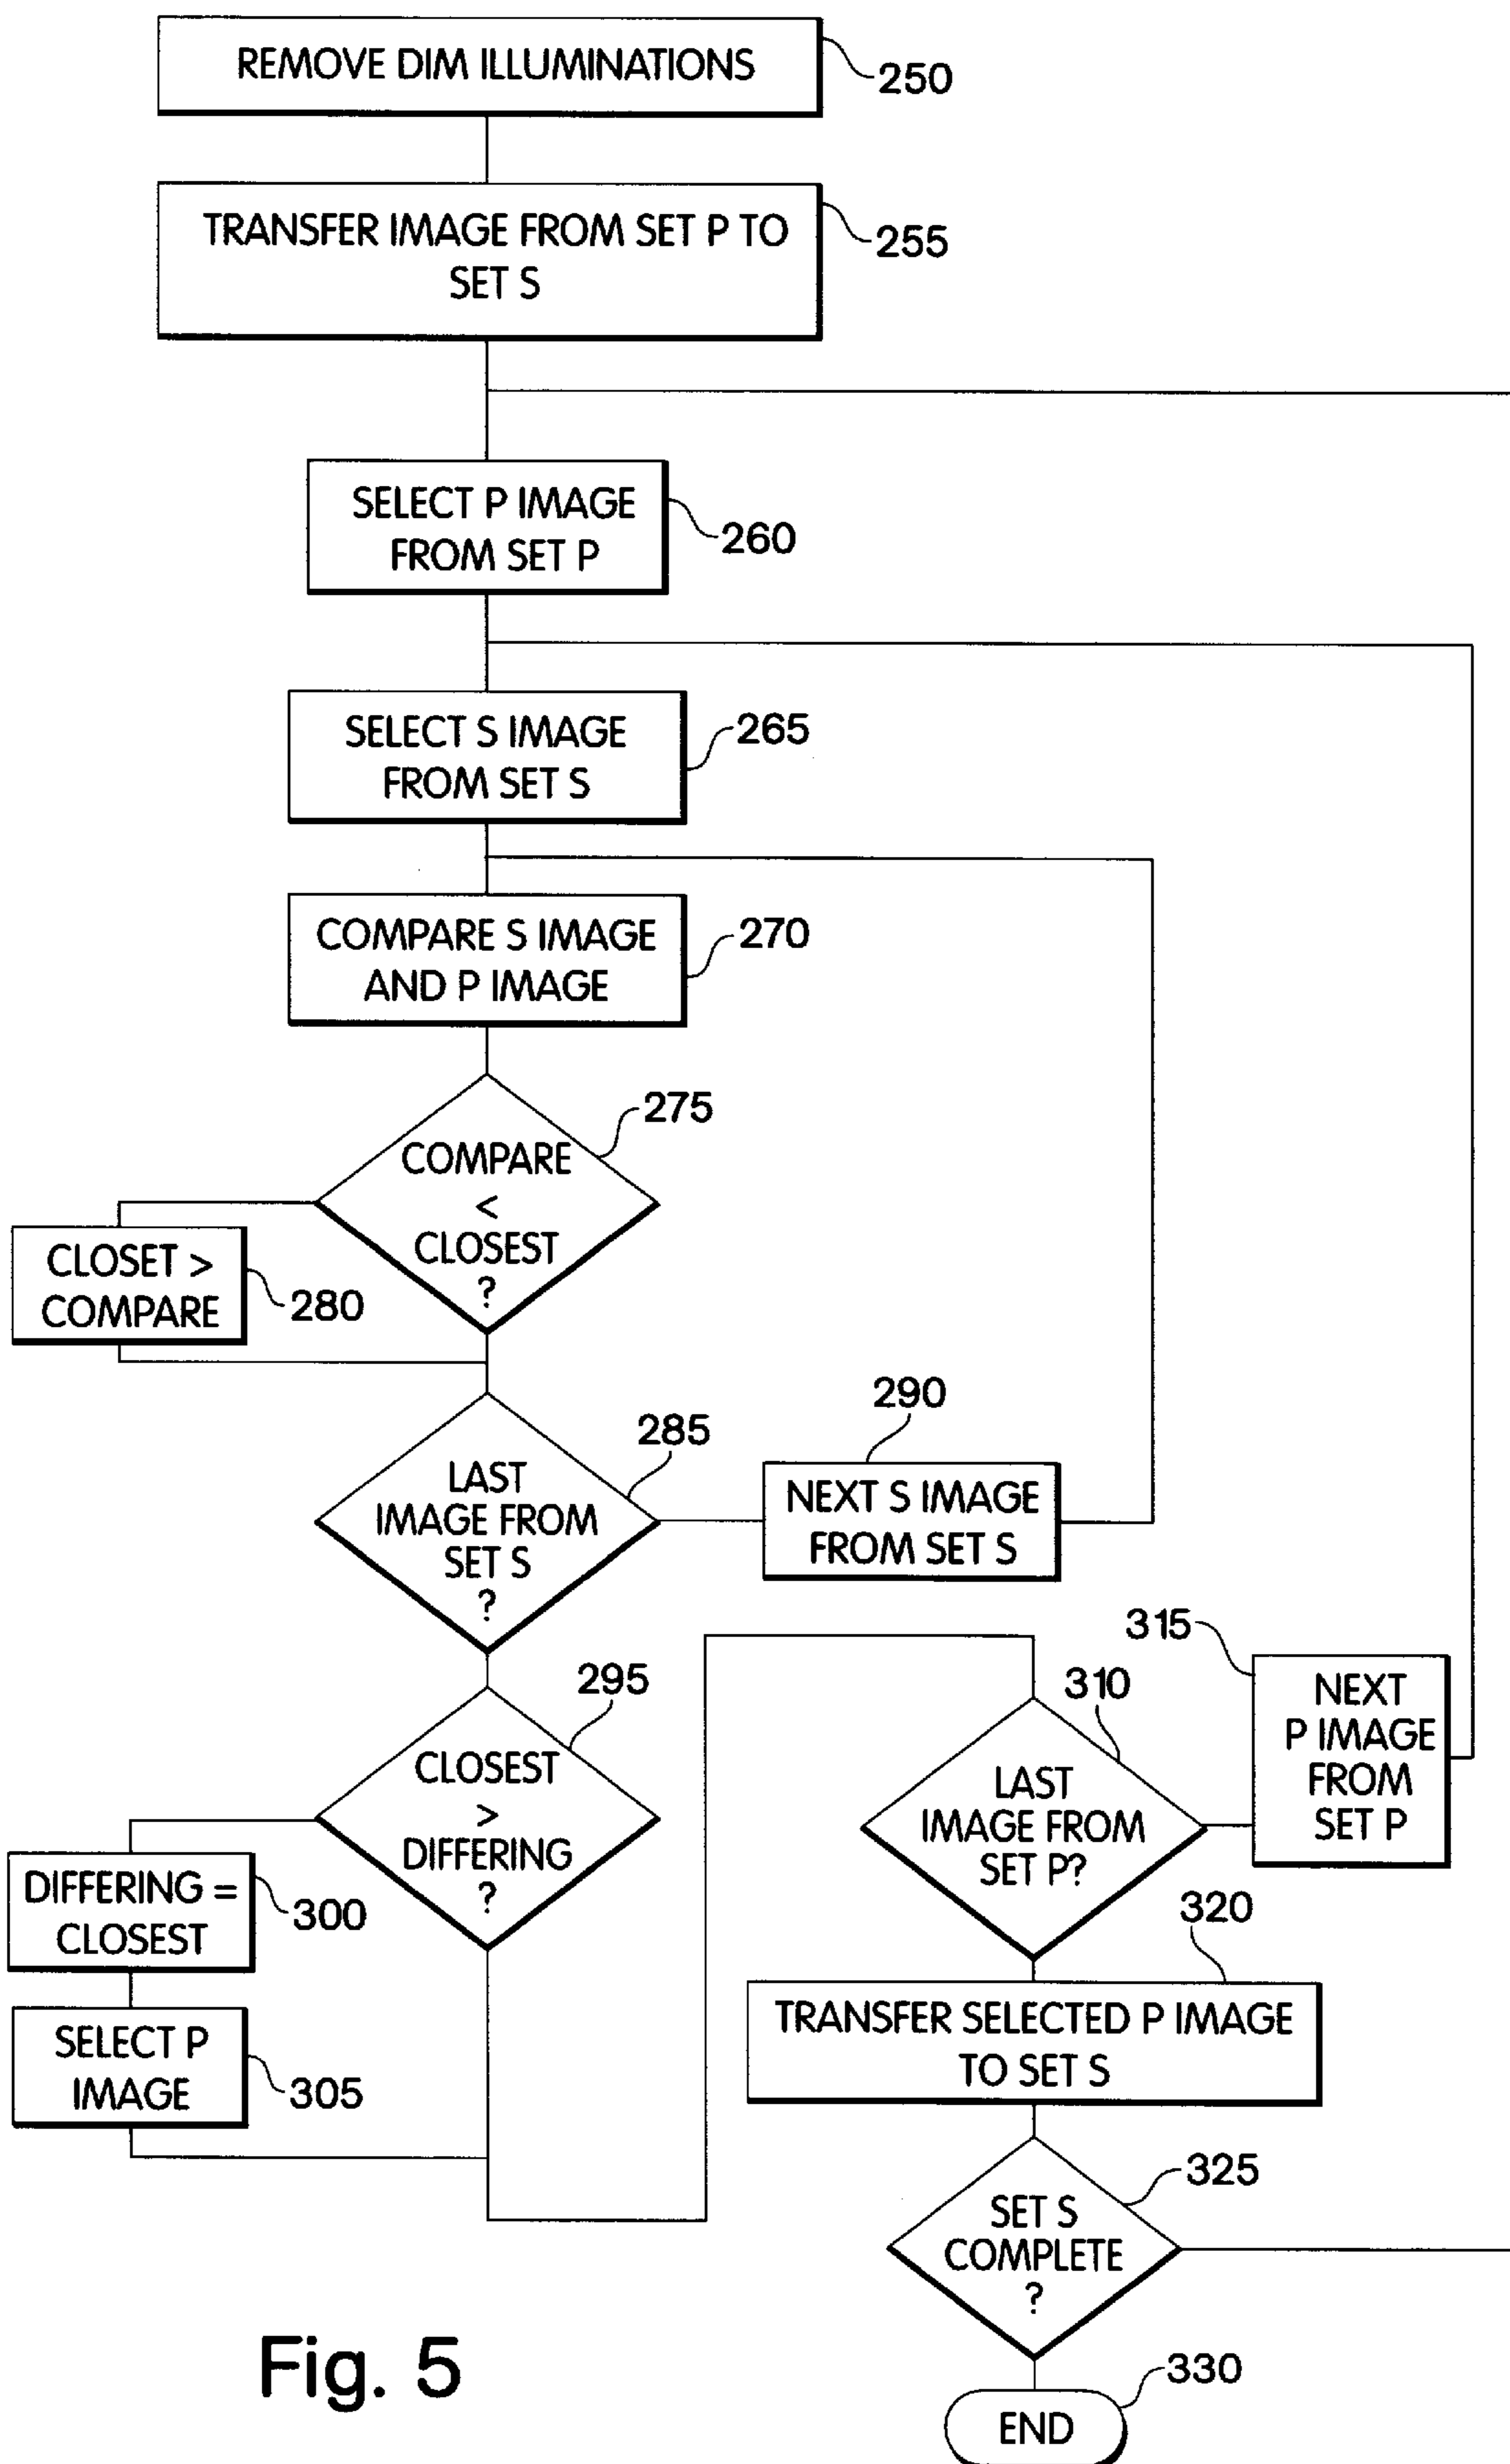 REMOVE DIM ILLUMINATIONS
250
TRANSFER IMAGE FROM SET P TO
SET S
255
SELECT P IMAGE
FROM SET P
260
SELECT S IMAGE
FROM SET S
265
COMPARE S IMAGE
AND P IMAGE
270
COMPARE
<
CLOSEST
?
275
CLOSET >
COMPARE
280
LAST
IMAGE FROM
SET S
?
285
NEXT S IMAGE
FROM SET S
290
CLOSEST
>
DIFFERING
?
295
DIFFERING =
CLOSEST
300
SELECT P
IMAGE
305
LAST
IMAGE FROM
SET P?
310
NEXT
P IMAGE
FROM
SET P
315
TRANSFER SELECTED P IMAGE
TO SET S
320
SET S
COMPLETE
?
325
END
330
Fig. 5